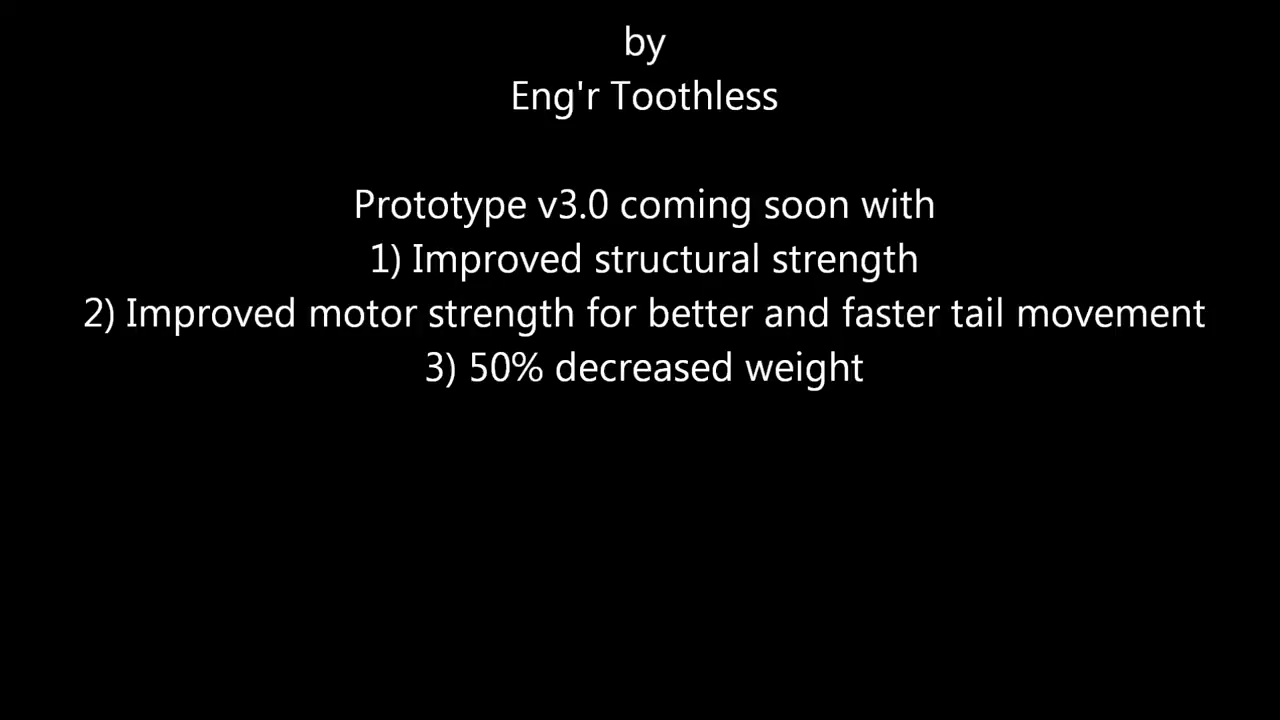 by
Eng'r Toothless
Prototype v3.0 coming soon with
1) Improved structural strength
2) Improved motor strength for better and faster tail movement
3) 50% decreased weight